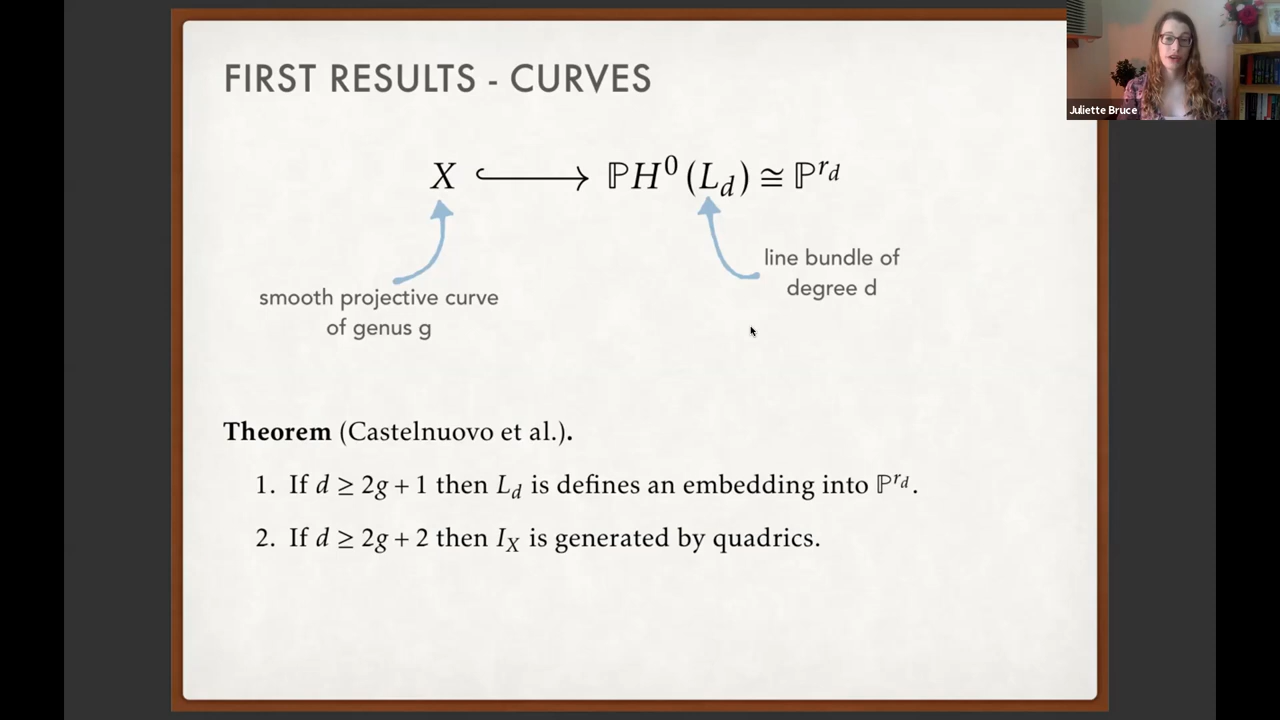 FIRST RESULTS - CURVES
Juliette Bruce
X ↪ ℙH⁰(L_d) ≅ ℙ^{r_d}
line bundle of
degree d
smooth projective curve
of genus g
Theorem (Castelnuovo et al.).
1. If d ≥ 2g + 1 then L_d is defines an embedding into ℙ^{r_d}.
2. If d ≥ 2g + 2 then I_X is generated by quadrics.